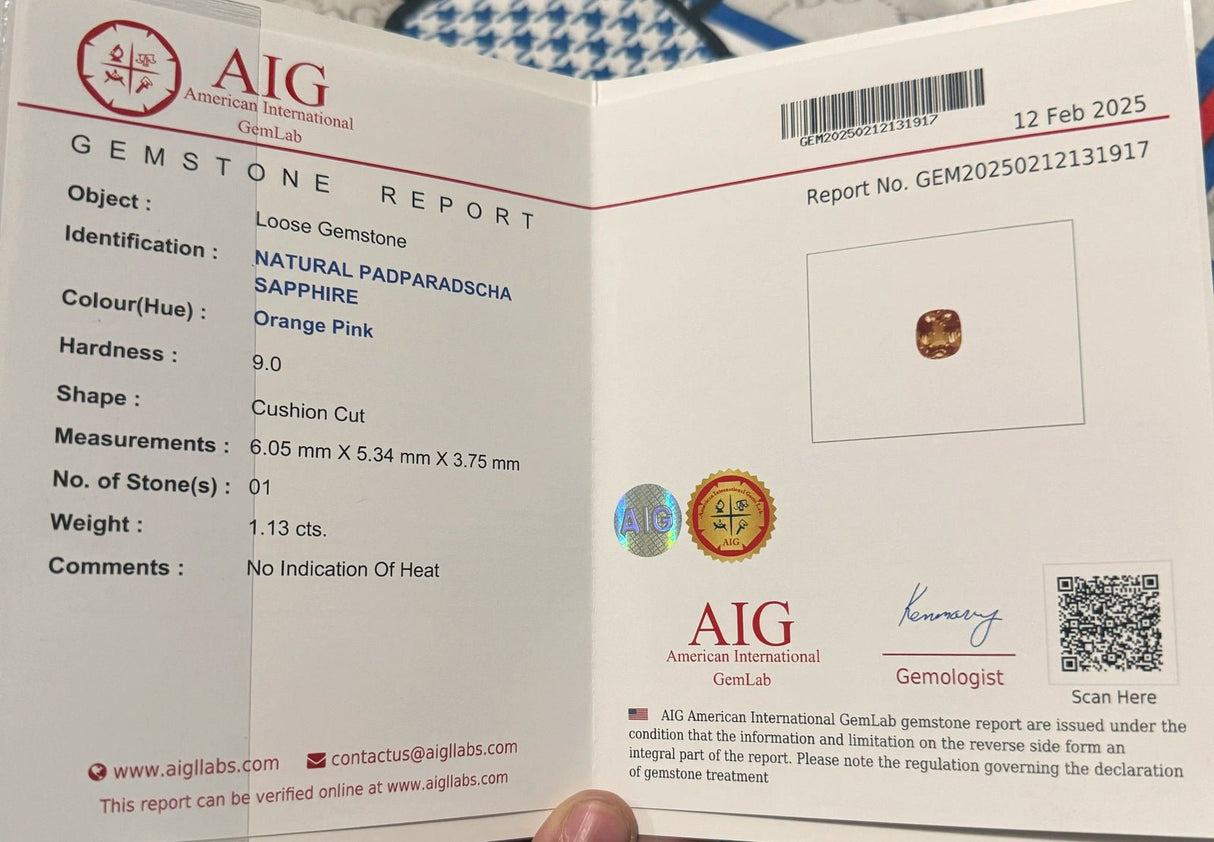 AIG
American International
GemLab
GEMSTONE REPORT
Object : Loose Gemstone
Identification : NATURAL PADPARADSCHA
SAPPHIRE
Colour(Hue) : Orange Pink
Hardness : 9.0
Shape : Cushion Cut
Measurements : 6.05 mm X 5.34 mm X 3.75 mm
No. of Stone(s) : 01
Weight : 1.13 cts.
Comments : No Indication Of Heat
www.aigllabs.com contactus@aigllabs.com
This report can be verified online at www.aigllabs.com
GEM20250212131917
12 Feb 2025
Report No. GEM20250212131917
AIG
American International Gem Lab
AIG
AIG
American International
GemLab
Kenmary
Gemologist
Scan Here
AIG American International GemLab gemstone report are issued under the
condition that the information and limitation on the reverse side form an
integral part of the report. Please note the regulation governing the declaration
of gemstone treatment